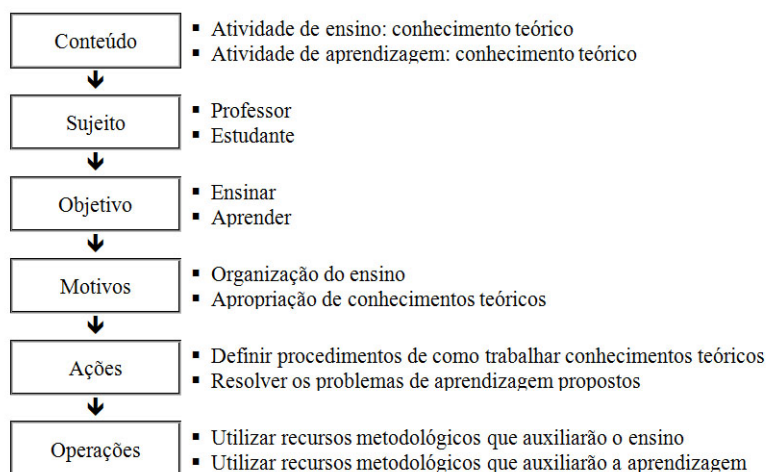 Conteúdo
▪ Atividade de ensino: conhecimento teórico
▪ Atividade de aprendizagem: conhecimento teórico
Sujeito
▪ Professor
▪ Estudante
Objetivo
▪ Ensinar
▪ Aprender
Motivos
▪ Organização do ensino
▪ Apropriação de conhecimentos teóricos
Ações
▪ Definir procedimentos de como trabalhar conhecimentos teóricos
▪ Resolver os problemas de aprendizagem propostos
Operações
▪ Utilizar recursos metodológicos que auxiliarão o ensino
▪ Utilizar recursos metodológicos que auxiliarão a aprendizagem